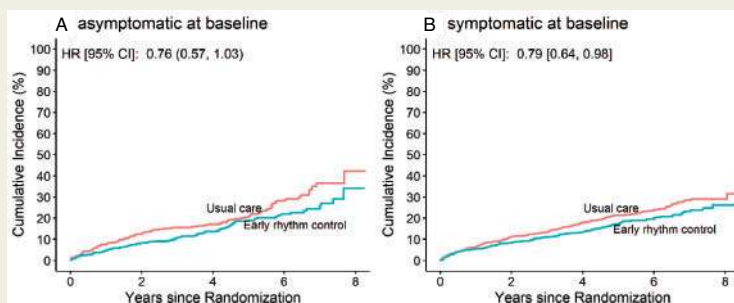 A asymptomatic at baseline
HR [95% CI]: 0.76 (0.57, 1.03)
Cumulative Incidence (%)
100
90
80
70
60
50
40
30
20
10
0
Usual care
Early rhythm control
0 2 4 6 8
Years since Randomization
B symptomatic at baseline
HR [95% CI]: 0.79 [0.64, 0.98]
Cumulative Incidence (%)
100
90
80
70
60
50
40
30
20
10
0
Usual care
Early rhythm control
0 2 4 6 8
Years since Randomization